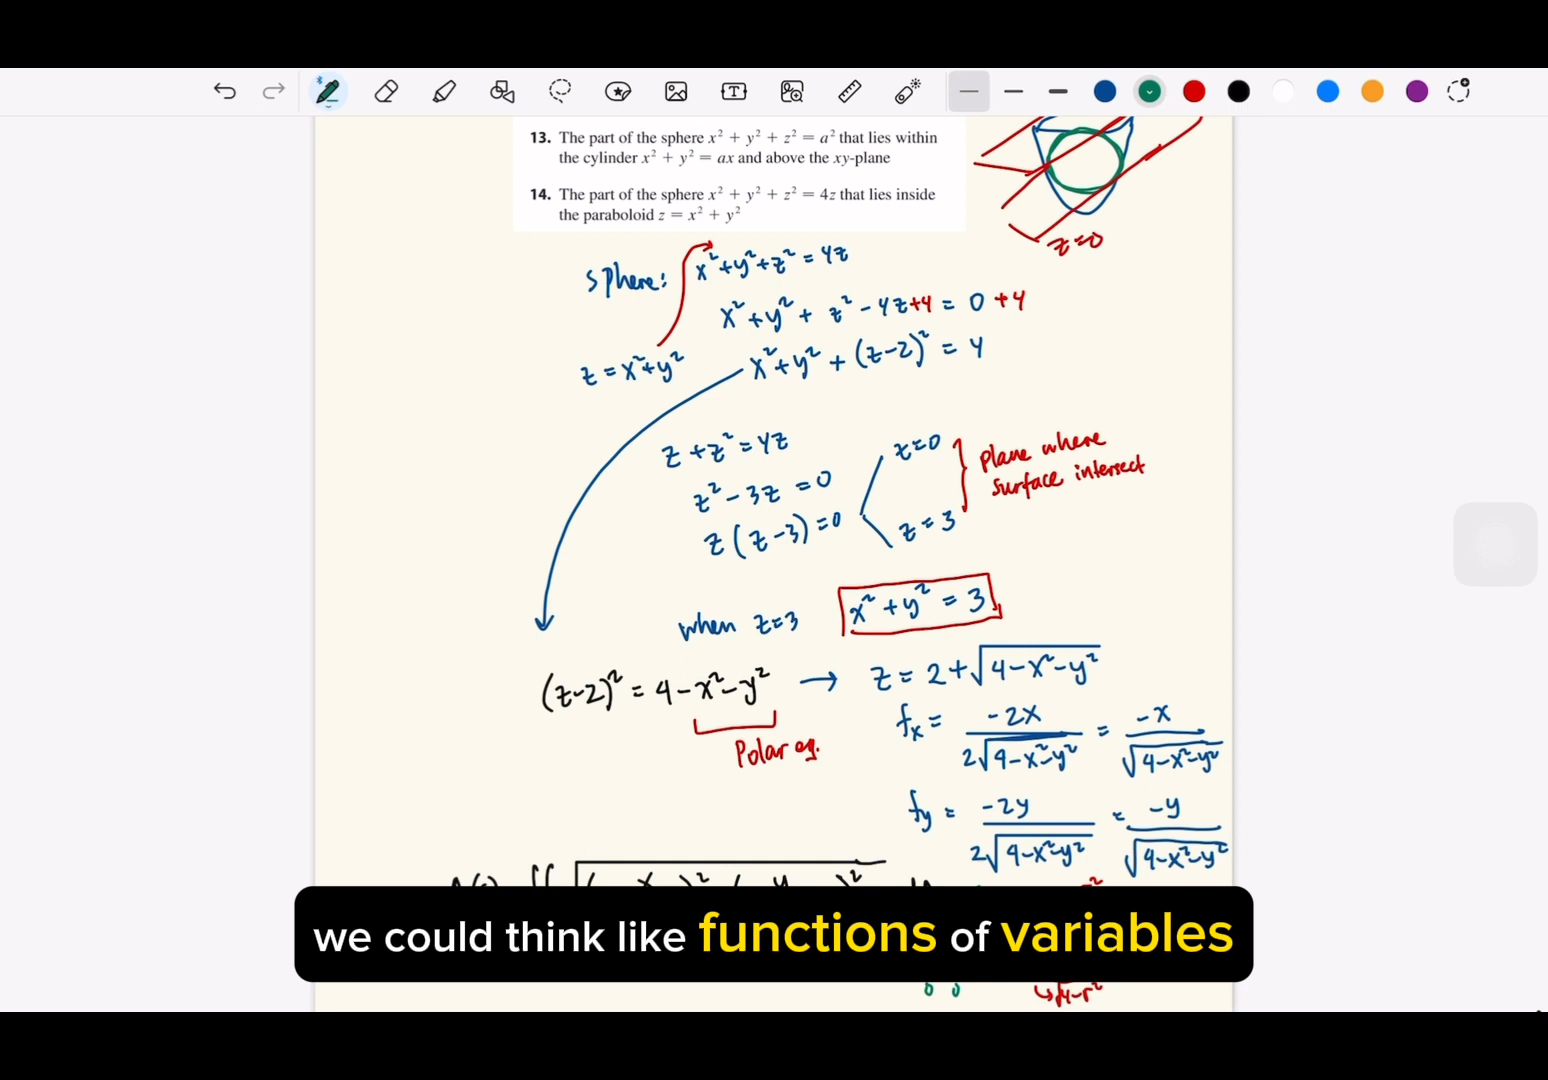 13. The part of the sphere x² + y² + z² = a² that lies within
the cylinder x² + y² = ax and above the xy-plane
14. The part of the sphere x² + y² + z² = 4z that lies inside
the paraboloid z = x² + y²
z=0
Sphere: x²+y²+z² = 4z
x²+y²+ z² -4z+4 = 0 +4
z = x²+y²
x²+y² + (z-2)² = 4
z + z² = 4z
z² - 3z = 0
z(z-3)=0
z=0
z=3
plane where
surface intersect
when z=3
x²+y² = 3
(z-2)² = 4-x²-y² → z = 2+√(4-x²-y²)
Polar eq.
fx = -2x / 2√(4-x²-y²) = -x / √(4-x²-y²)
fy = -2y / 2√(4-x²-y²) = -y / √(4-x²-y²)
we could think like functions of variables